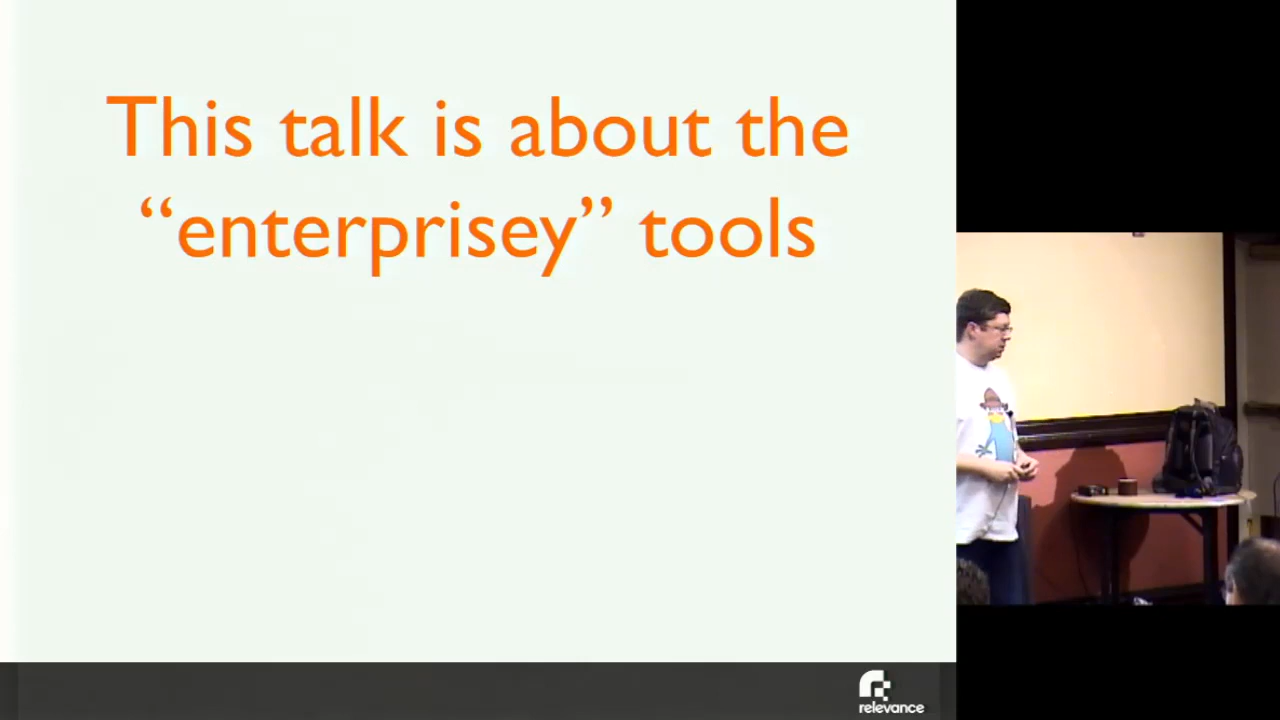 This talk is about the
“enterprisey” tools
relevance